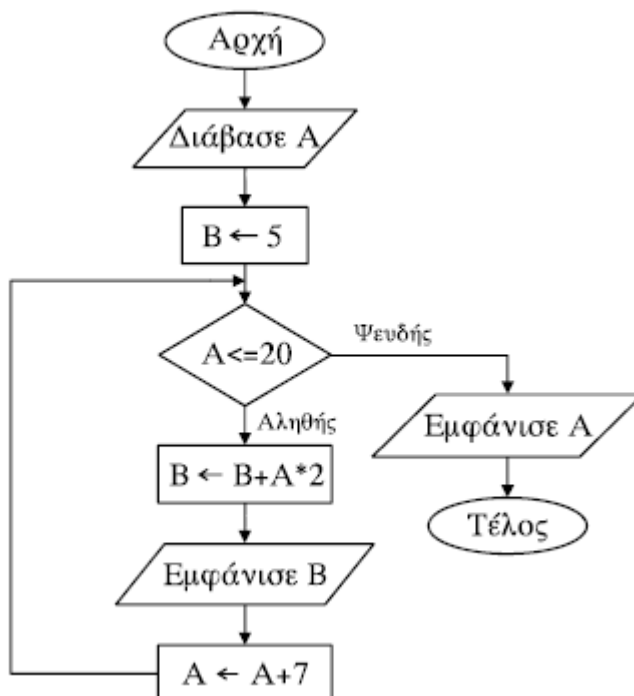 Αρχή
Διάβασε Α
Β ← 5
Α<=20
Ψευδής
Αληθής
Εμφάνισε Α
Β ← Β+Α*2
Τέλος
Εμφάνισε Β
Α ← Α+7